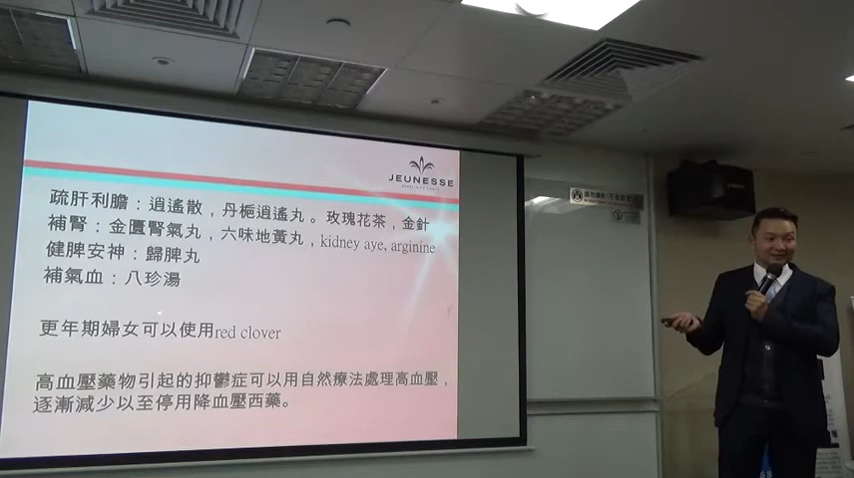 JEUNESSE
疏肝利膽：逍遙散，丹梔逍遙丸。玫瑰花茶，金針
補腎：金匱腎氣丸，六味地黃丸，kidney aye, arginine
健脾安神：歸脾丸
補氣血：八珍湯
更年期婦女可以使用red clover
高血壓藥物引起的抑鬱症可以用自然療法處理高血壓，
逐漸減少以至停用降血壓西藥。